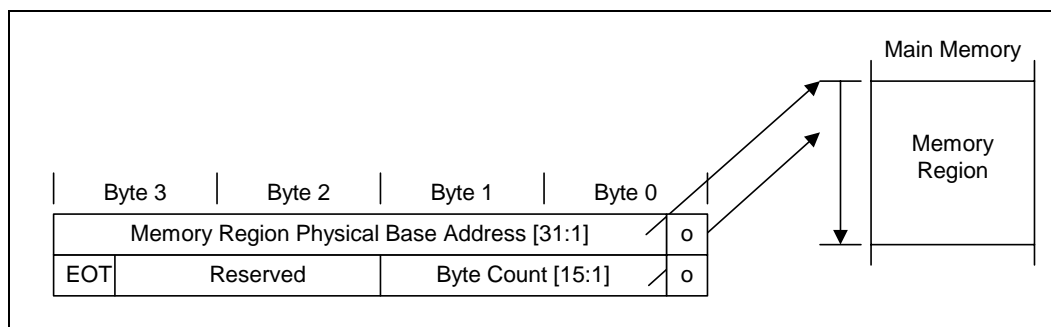 Main Memory
Memory
Region
Byte 3 Byte 2 Byte 1 Byte 0
Memory Region Physical Base Address [31:1] o
EOT Reserved Byte Count [15:1] o